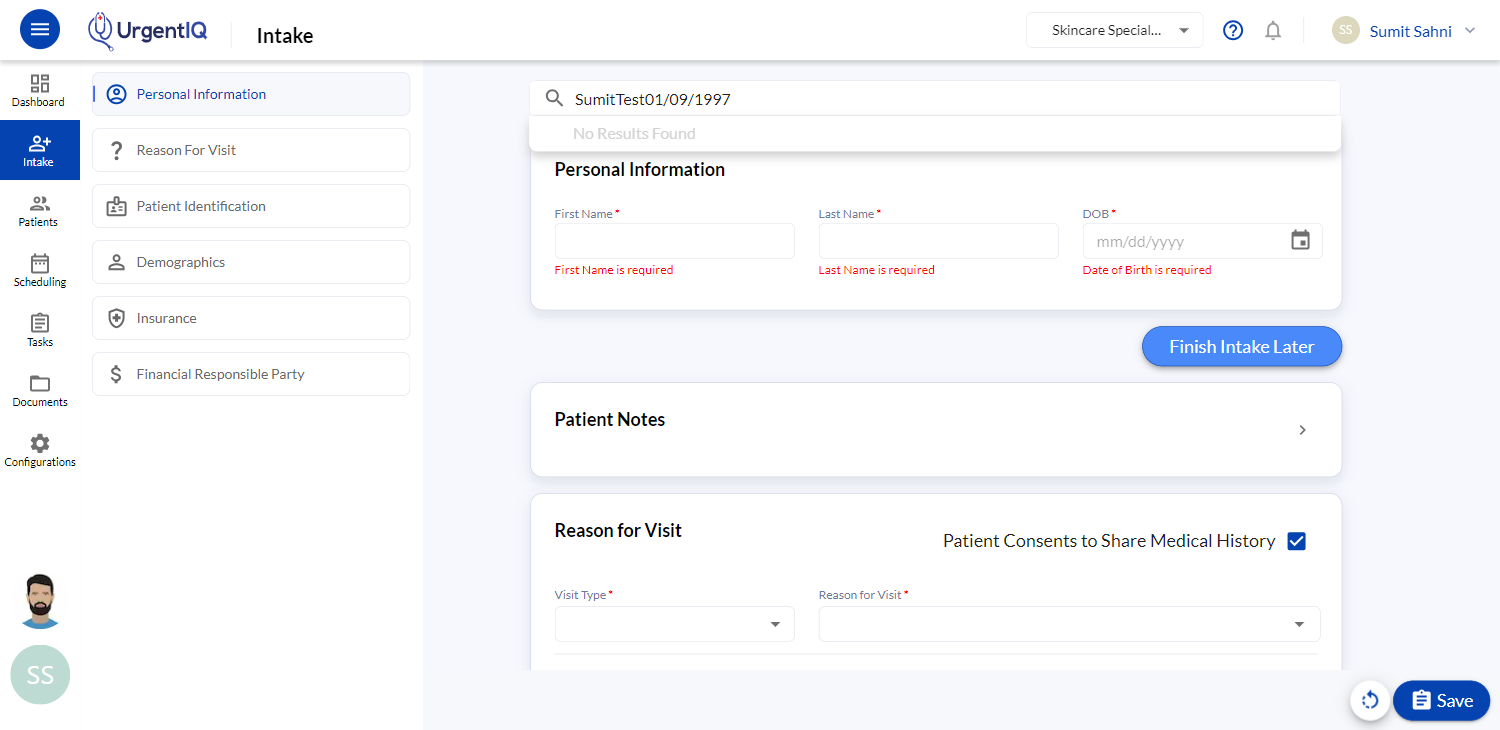 UrgentIQ
Intake
Skincare Special...
SS
Sumit Sahni
Dashboard
Intake
Patients
Scheduling
Tasks
Documents
Configurations
SS
Personal Information
Reason For Visit
Patient Identification
Demographics
Insurance
Financial Responsible Party
SumitTest01/09/1997
No Results Found
Personal Information
First Name * Last Name * DOB *
mm/dd/yyyy
First Name is required Last Name is required Date of Birth is required
Finish Intake Later
Patient Notes
Reason for Visit
Patient Consents to Share Medical History
Visit Type * Reason for Visit *
Save